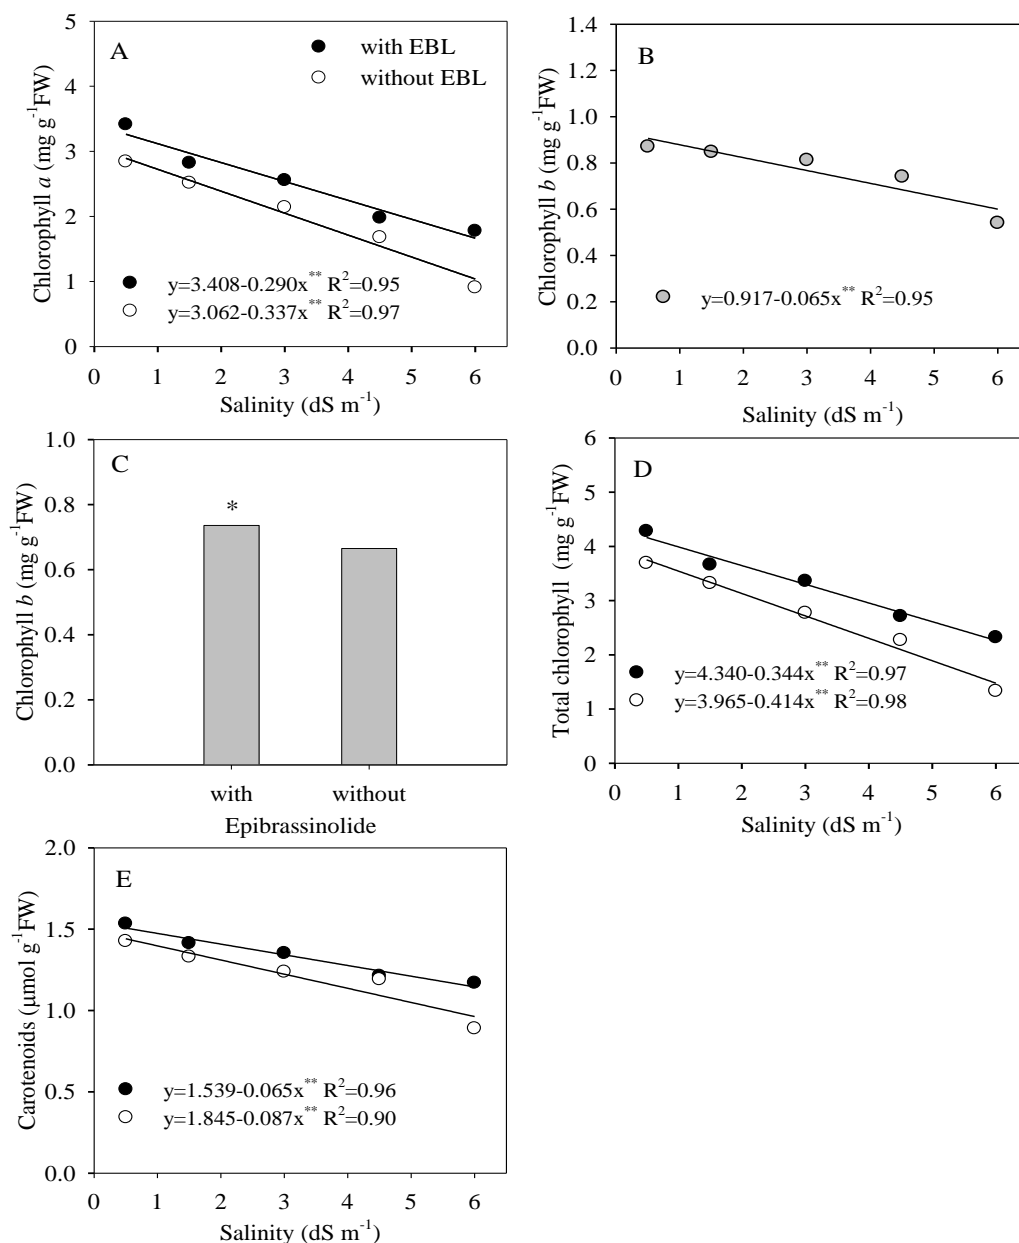 A
with EBL
without EBL
Chlorophyll a (mg g⁻¹FW)
5
4
3
2
1
0
y=3.408-0.290x** R²=0.95
y=3.062-0.337x** R²=0.97
0 1 2 3 4 5 6
Salinity (dS m⁻¹)
B
Chlorophyll b (mg g⁻¹FW)
1.4
1.2
1.0
0.8
0.6
0.4
0.2
0.0
y=0.917-0.065x** R²=0.95
0 1 2 3 4 5 6
Salinity (dS m⁻¹)
C
Chlorophyll b (mg g⁻¹FW)
1.0
0.8
0.6
0.4
0.2
0.0
*
with without
Epibrassinolide
D
Total chlorophyll (mg g⁻¹FW)
6
5
4
3
2
1
0
y=4.340-0.344x** R²=0.97
y=3.965-0.414x** R²=0.98
0 1 2 3 4 5 6
Salinity (dS m⁻¹)
E
Carotenoids (μmol g⁻¹FW)
2.0
1.5
1.0
0.5
0.0
y=1.539-0.065x** R²=0.96
y=1.845-0.087x** R²=0.90
0 1 2 3 4 5 6
Salinity (dS m⁻¹)